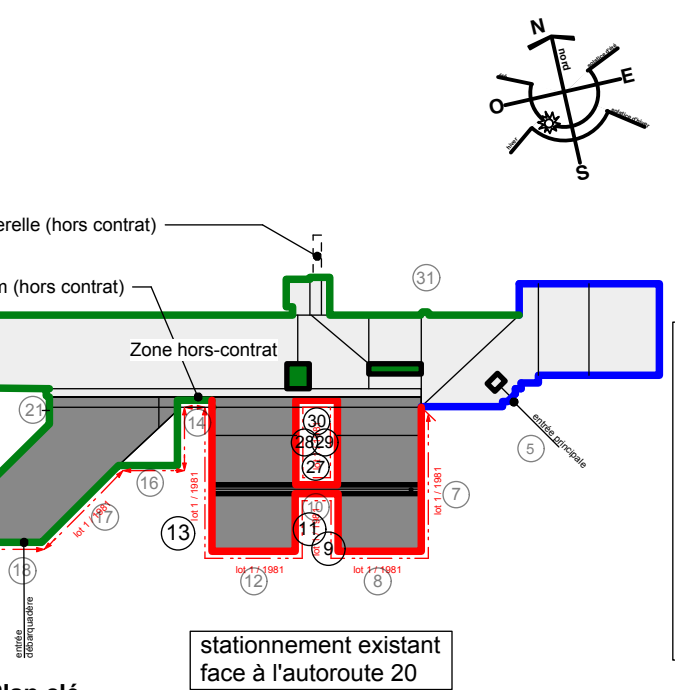 N
nord
E
O
S
hiver
erelle (hors contrat)
m (hors contrat)
Zone hors-contrat
31
21
14
30
28
29
27
10
11
9
13
16
17
18
12
8
7
5
entrée principale
lot 1 / 1981
lot 1 / 1981
lot 1 / 1981
lot 1 / 1981
lot 1 / 1981
entrée
débarquadère
stationnement existant
face à l'autoroute 20